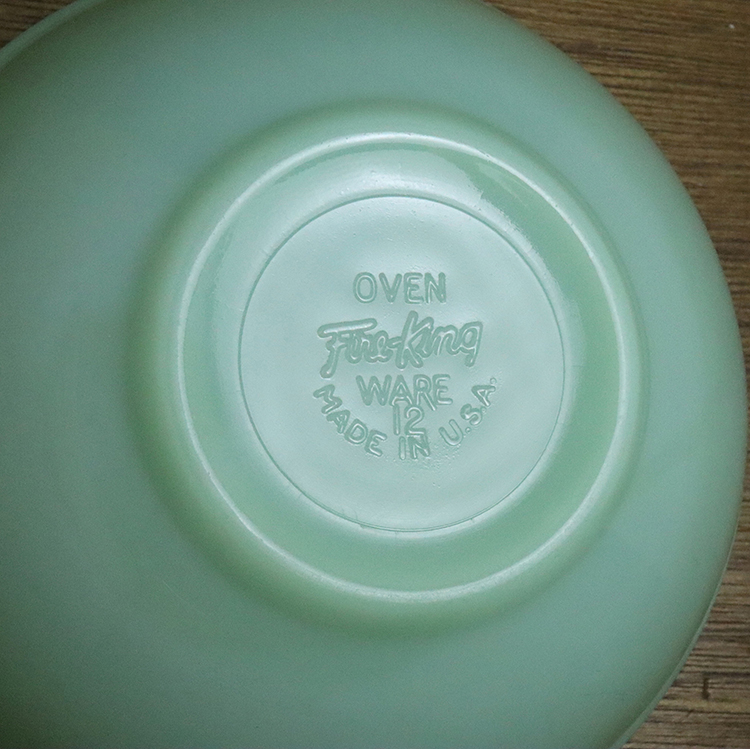 OVEN
Fire-King
WARE
12
MADE IN U.S.A.